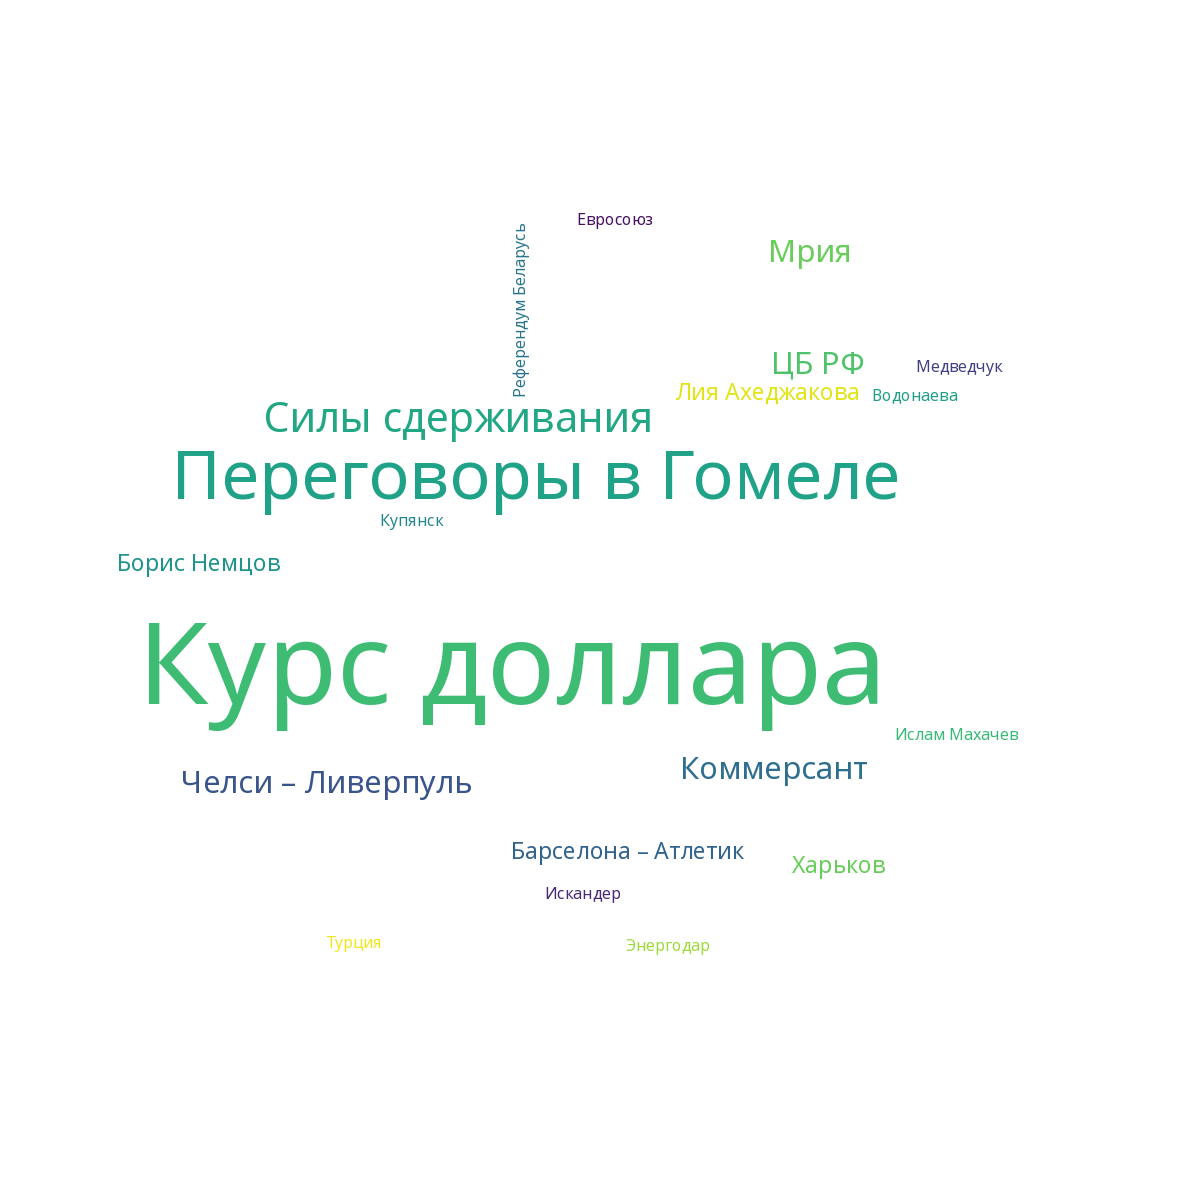 Евросоюз
Референдум Беларусь
Мрия
ЦБ РФ
Медведчук
Лия Ахеджакова
Водонаева
Силы сдерживания
Переговоры в Гомеле
Купянск
Борис Немцов
Курс доллара
Ислам Махачев
Коммерсант
Челси – Ливерпуль
Барселона – Атлетик
Харьков
Искандер
Турция
Энергодар